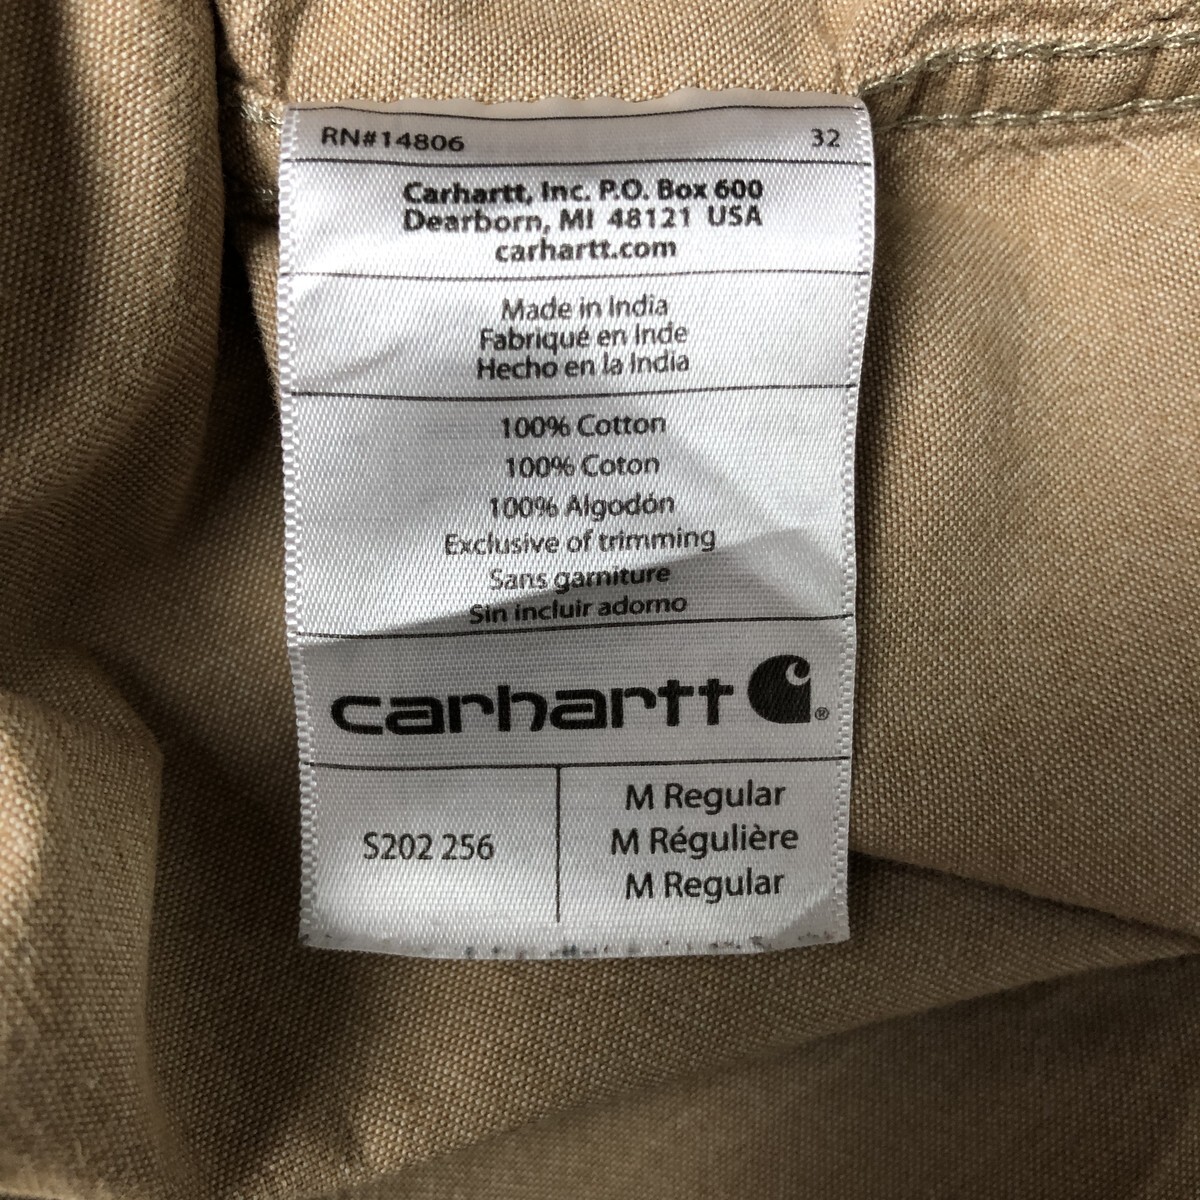 RN#14806 32
Carhartt, Inc. P.O. Box 600
Dearborn, MI 48121 USA
carhartt.com
Made in India
Fabriqué en Inde
Hecho en la India
100% Cotton
100% Coton
100% Algodón
Exclusive of trimming
Sans garniture
Sin incluir adorno
carhartt ®
S202 256
M Regular
M Régulière
M Regular